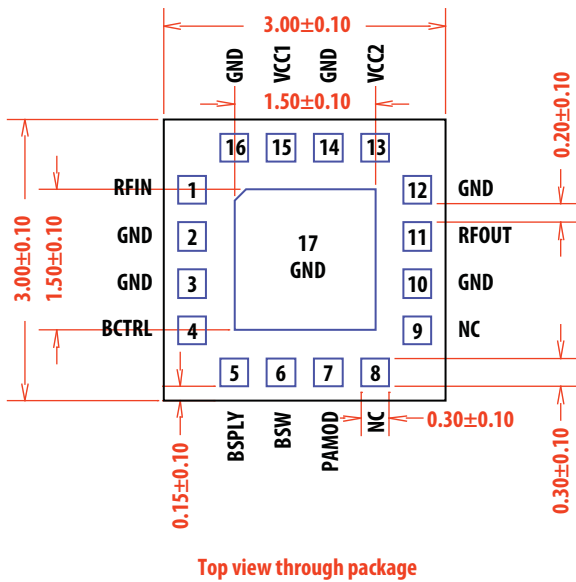 3.00±0.10
GND
VCC1
GND
VCC2
1.50±0.10
0.20±0.10
16
15
14
13
RFIN
1
12
GND
GND
2
17
GND
11
RFOUT
GND
3
10
GND
BCTRL
4
9
NC
3.00±0.10
1.50±0.10
5
6
7
8
BSPLY
BSW
PAMOD
NC
0.30±0.10
0.15±0.10
0.30±0.10
Top view through package